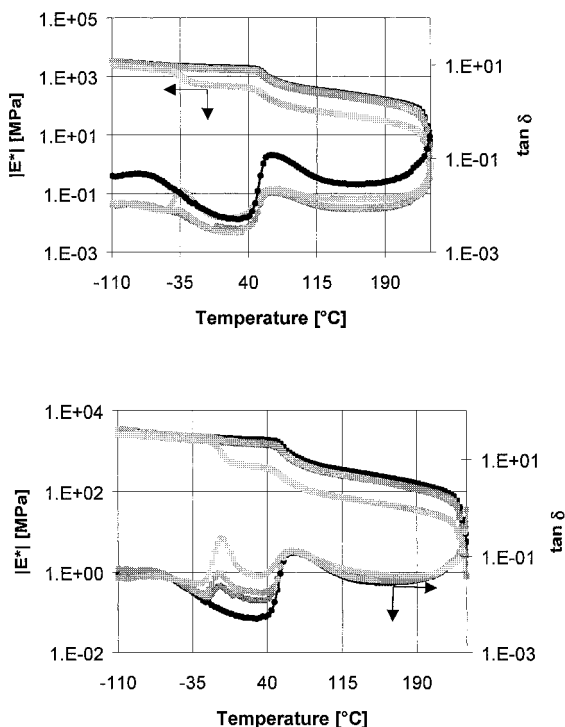 1.E+05
1.E+03
1.E+01
1.E-01
1.E-03
|E*| [MPa]
1.E+01
1.E-01
1.E-03
tan δ
-110 -35 40 115 190
Temperature [°C]
1.E+04
1.E+02
1.E+00
1.E-02
|E*| [MPa]
1.E+01
1.E-01
1.E-03
tan δ
-110 -35 40 115 190
Temperature [°C]